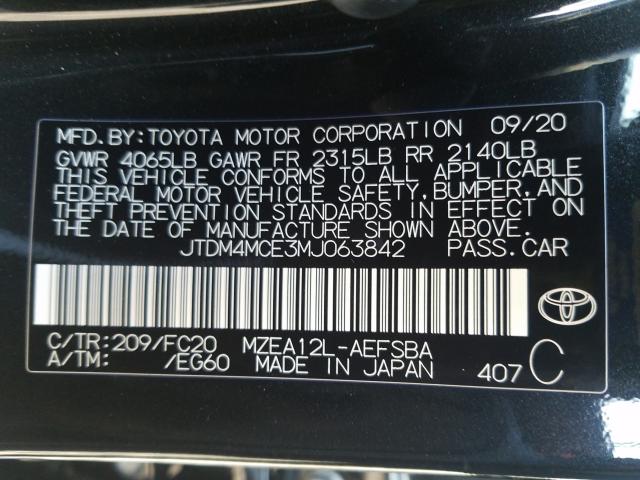 MFD.BY:TOYOTA MOTOR CORPORATION 09/20
GVWR 4065LB GAWR FR 2315LB RR 2140LB
THIS VEHICLE CONFORMS TO ALL APPLICABLE
FEDERAL MOTOR VEHICLE SAFETY,BUMPER,AND
THEFT PREVENTION STANDARDS IN EFFECT ON
THE DATE OF MANUFACTURE SHOWN ABOVE.
JTDM4MCE3MJ063842 PASS.CAR
C/TR:209/FC20 MZEA12L-AEFSBA
A/TM: /EG60 MADE IN JAPAN 407 C